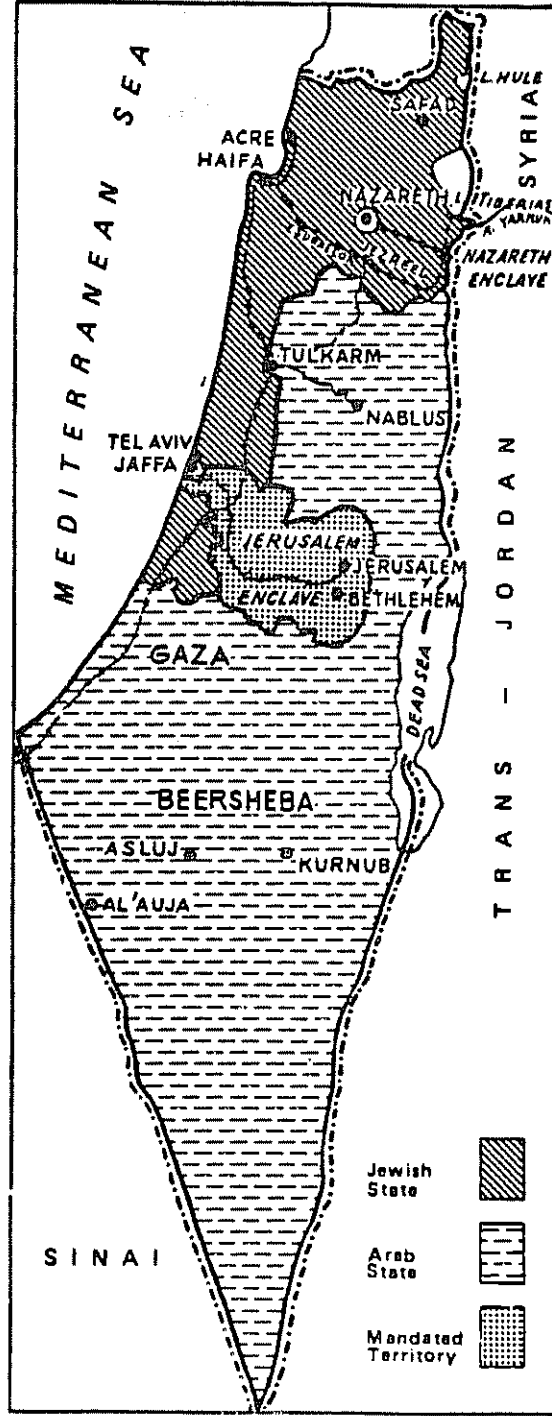 MEDITERRANEAN SEA
L. HULE
SYRIA
SAFAD
ACRE
HAIFA
NAZARETH
L. TIBERIAS
R. YARMUK
JEZREEL
NAZARETH
ENCLAVE
TULKARM
NABLUS
TEL AVIV
JAFFA
JERUSALEM
JERUSALEM
ENCLAVE
BETHLEHEM
TRANS – JORDAN
GAZA
DEAD SEA
BEERSHEBA
ASLUJ
KURNUB
AL'AUJA
Jewish
State
SINAI
Arab
State
Mandated
Territory